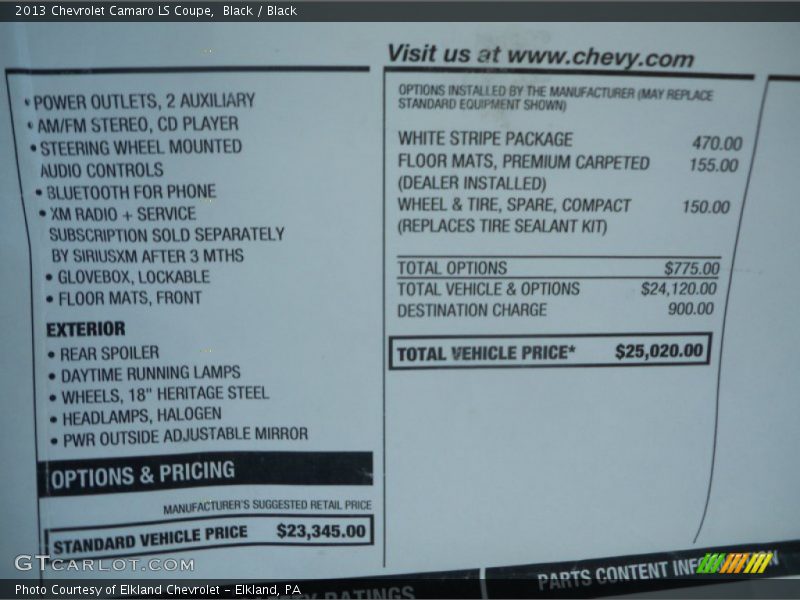 2013 Chevrolet Camaro LS Coupe,  Black / Black
Visit us at www.chevy.com
• POWER OUTLETS, 2 AUXILIARY
• AM/FM STEREO, CD PLAYER
• STEERING WHEEL MOUNTED
AUDIO CONTROLS
• BLUETOOTH FOR PHONE
• XM RADIO + SERVICE
SUBSCRIPTION SOLD SEPARATELY
BY SIRIUSXM AFTER 3 MTHS
• GLOVEBOX, LOCKABLE
• FLOOR MATS, FRONT
EXTERIOR
• REAR SPOILER
• DAYTIME RUNNING LAMPS
• WHEELS, 18" HERITAGE STEEL
• HEADLAMPS, HALOGEN
• PWR OUTSIDE ADJUSTABLE MIRROR
OPTIONS & PRICING
MANUFACTURER'S SUGGESTED RETAIL PRICE
STANDARD VEHICLE PRICE $23,345.00
OPTIONS INSTALLED BY THE MANUFACTURER (MAY REPLACE
STANDARD EQUIPMENT SHOWN)
WHITE STRIPE PACKAGE 470.00
FLOOR MATS, PREMIUM CARPETED 155.00
(DEALER INSTALLED)
WHEEL & TIRE, SPARE, COMPACT 150.00
(REPLACES TIRE SEALANT KIT)
TOTAL OPTIONS $775.00
TOTAL VEHICLE & OPTIONS $24,120.00
DESTINATION CHARGE 900.00
TOTAL VEHICLE PRICE* $25,020.00
PARTS CONTENT
RATINGS
GTCARLOT.COM
Photo Courtesy of Elkland Chevrolet - Elkland, PA